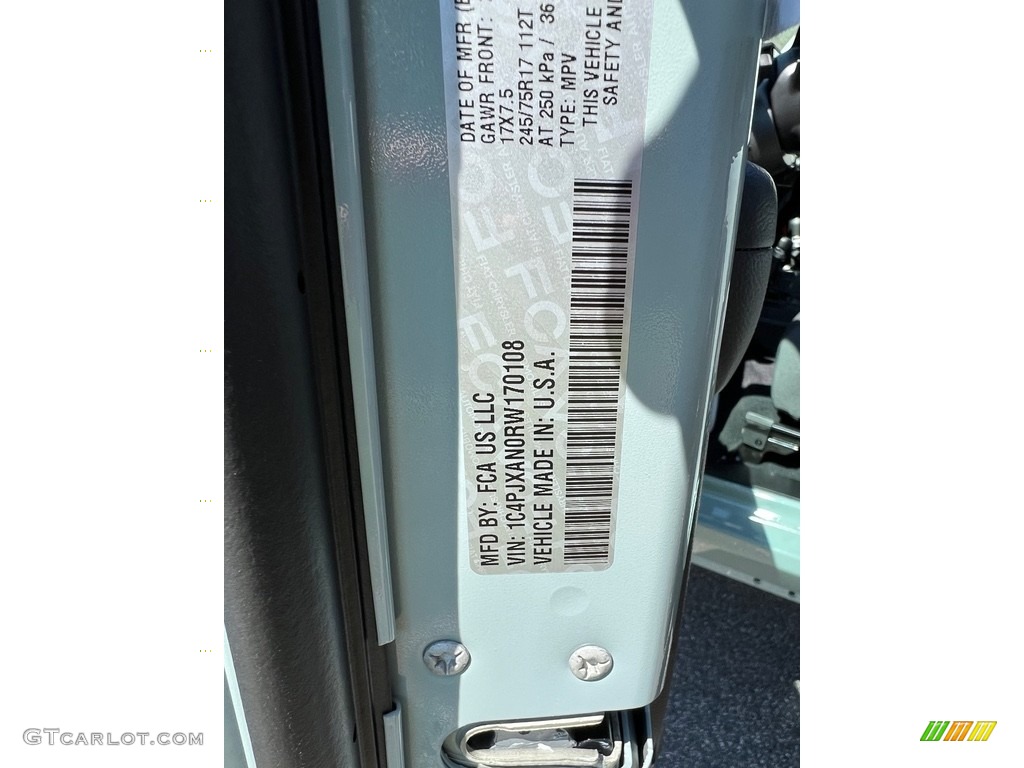 MFD BY: FCA US LLC
VIN: 1C4PJXAN0RW170108
VEHICLE MADE IN: U.S.A.
DATE OF MFR
GAWR FRONT:
17X7.5
245/75R17 112T
AT 250 kPa / 36
TYPE: MPV
THIS VEHICLE
SAFETY AND
GTCARLOT.COM